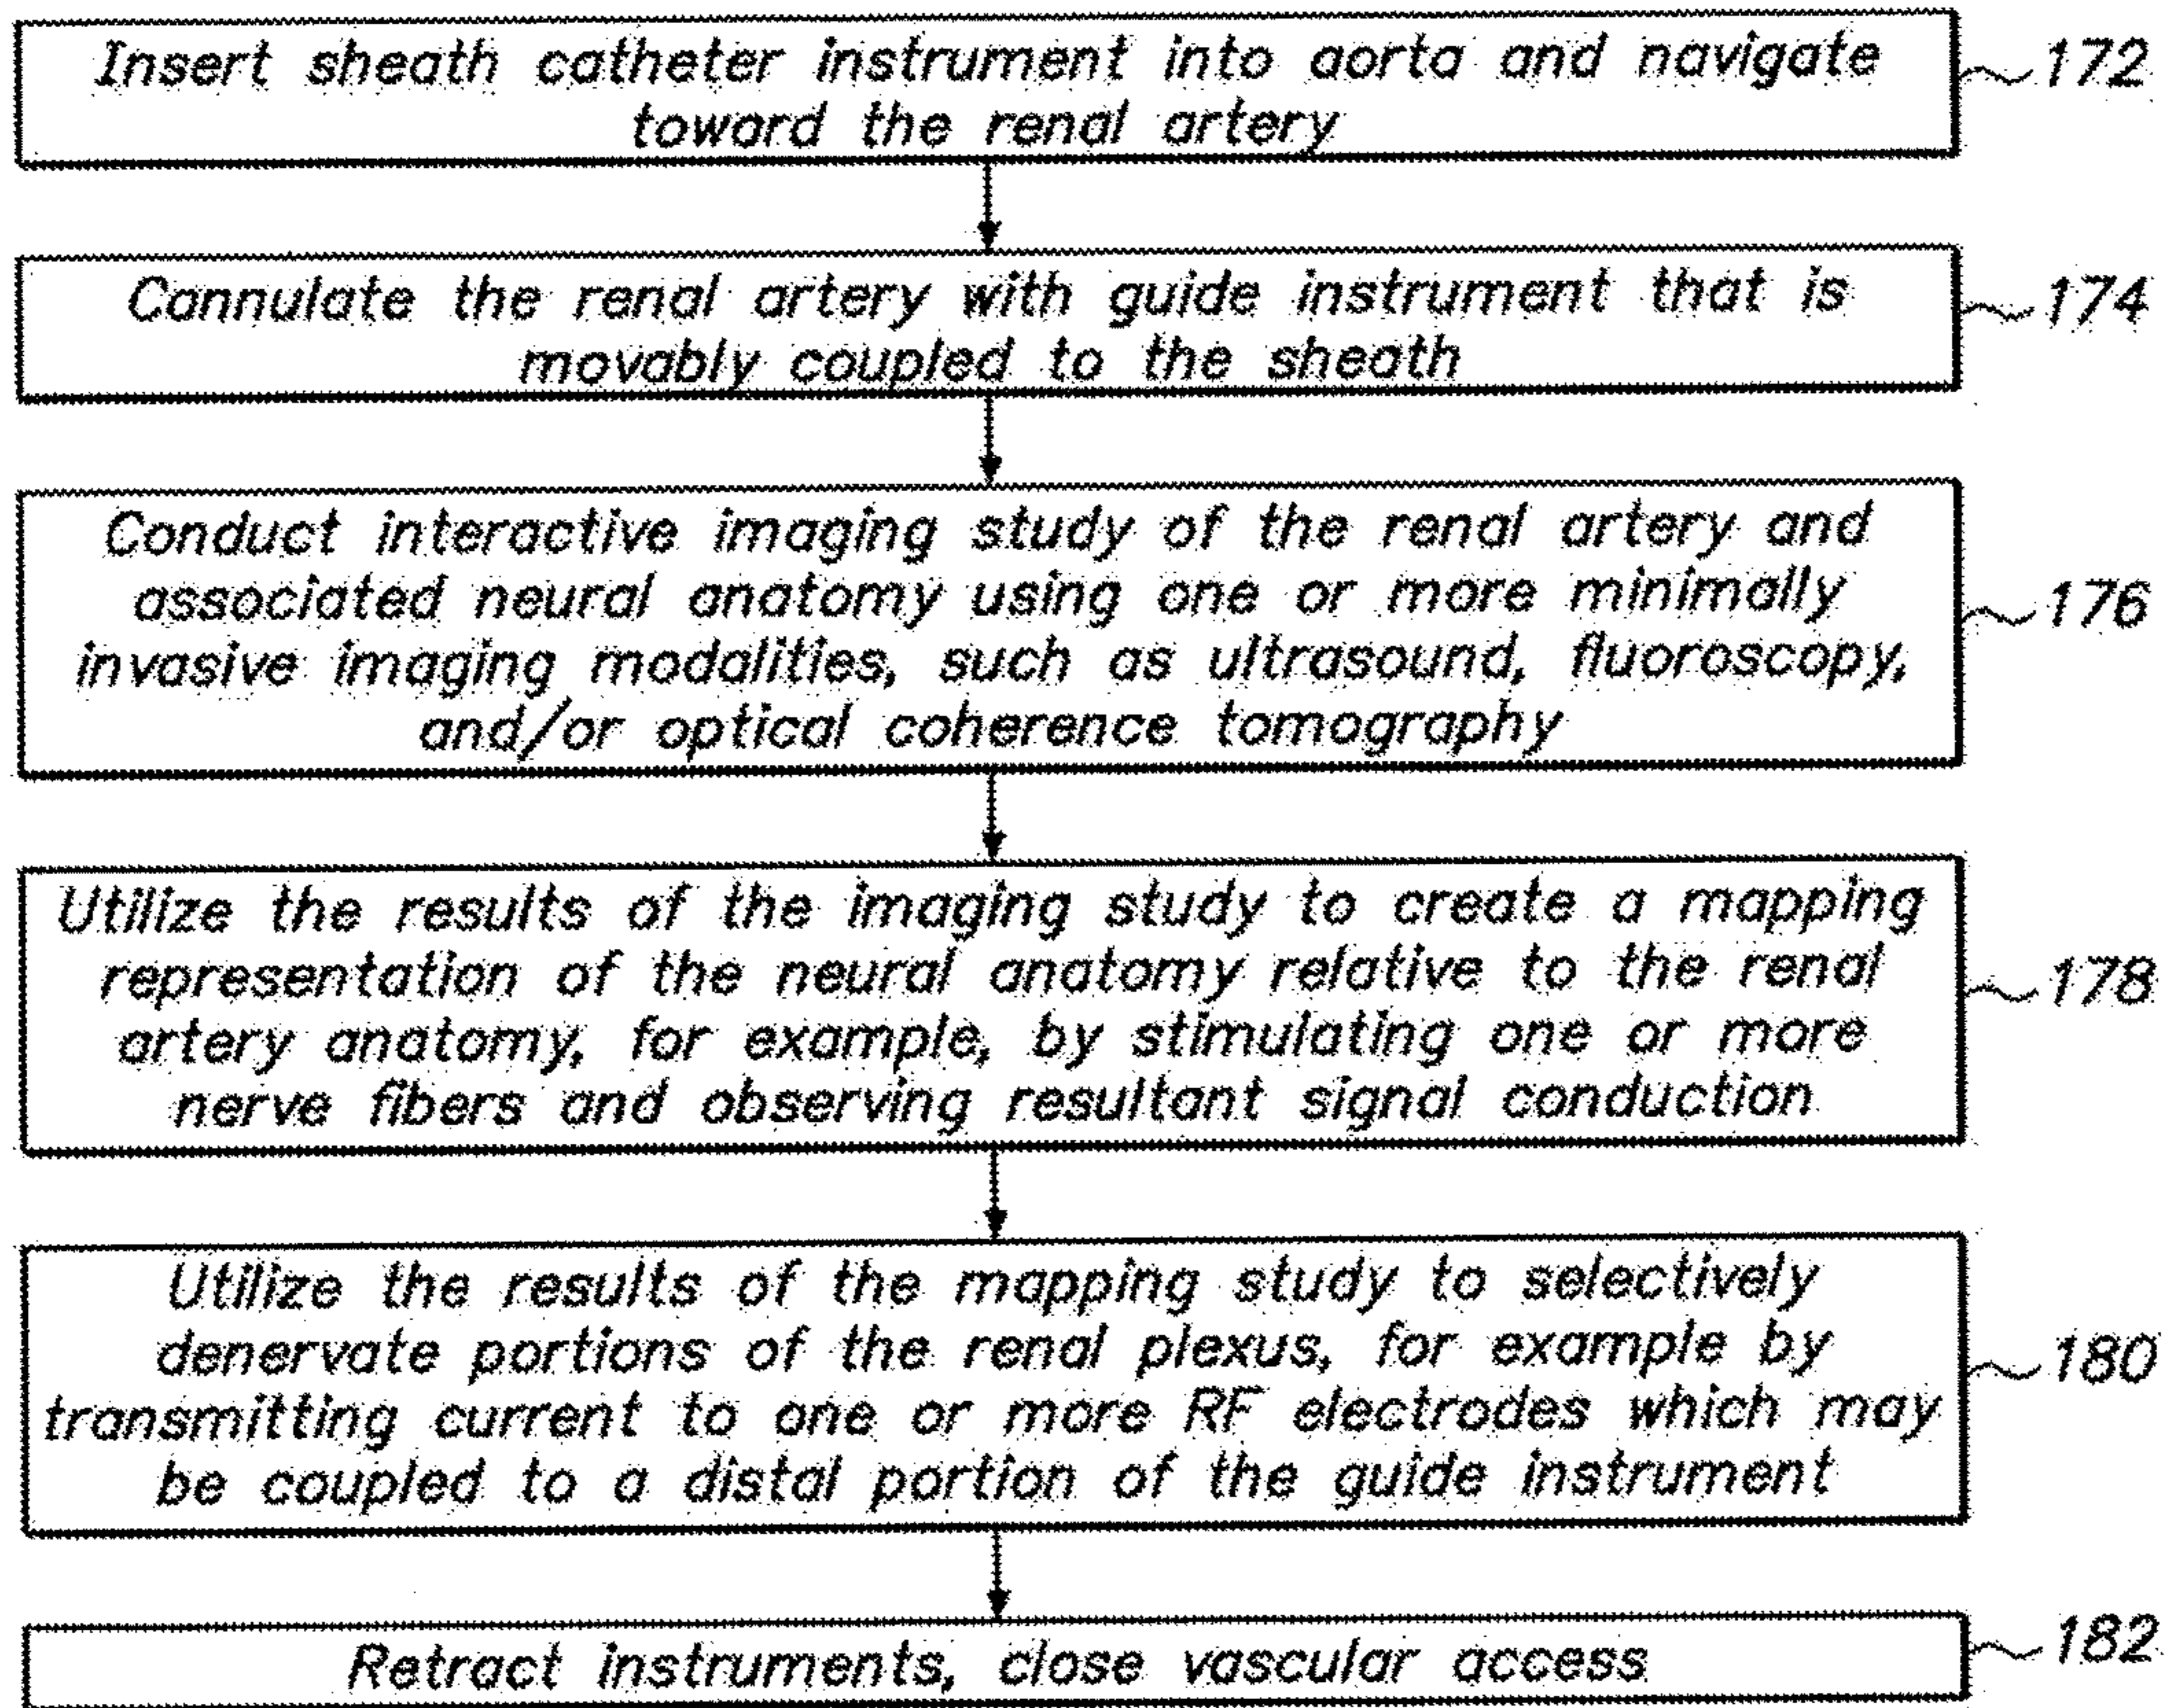 Insert sheath catheter instrument into aorta and navigate
toward the renal artery
172
Cannulate the renal artery with guide instrument that is
movably coupled to the sheath
174
Conduct interactive imaging study of the renal artery and
associated neural anatomy using one or more minimally
invasive imaging modalities, such as ultrasound, fluoroscopy,
and/or optical coherence tomography
176
Utilize the results of the imaging study to create a mapping
representation of the neural anatomy relative to the renal
artery anatomy, for example, by stimulating one or more
nerve fibers and observing resultant signal conduction
178
Utilize the results of the mapping study to selectively
denervate portions of the renal plexus, for example by
transmitting current to one or more RF electrodes which may
be coupled to a distal portion of the guide instrument
180
Retract instruments, close vascular access
182